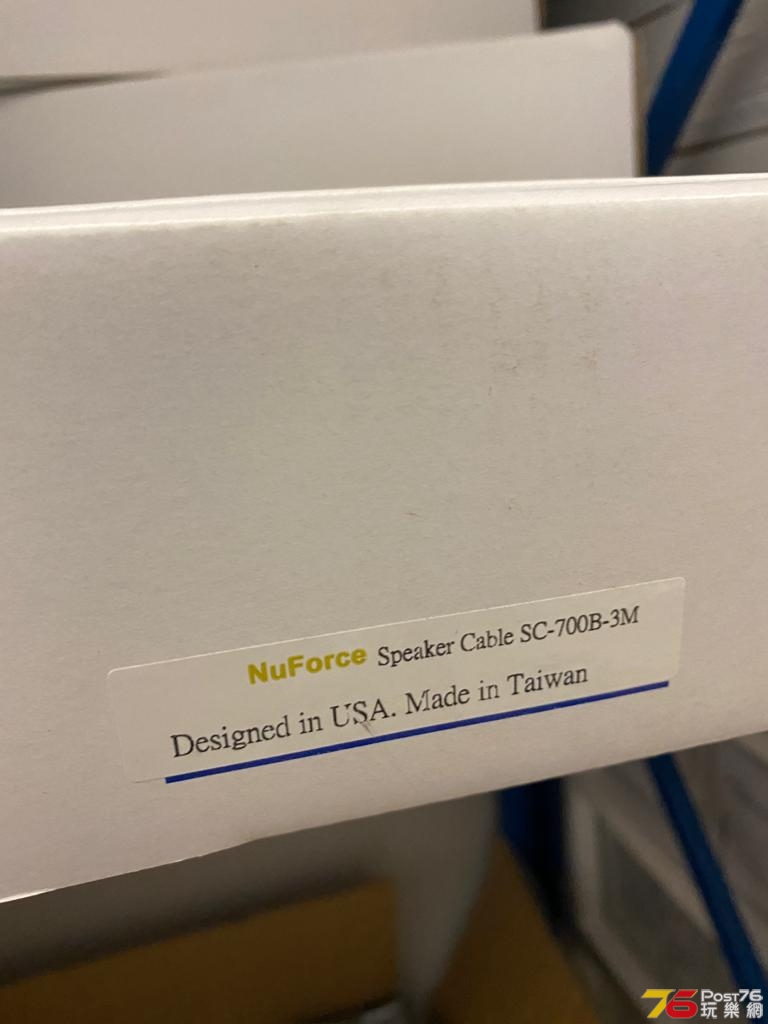 NuForce Speaker Cable SC-700B-3M
Designed in USA. Made in Taiwan
76 Post76
玩樂網